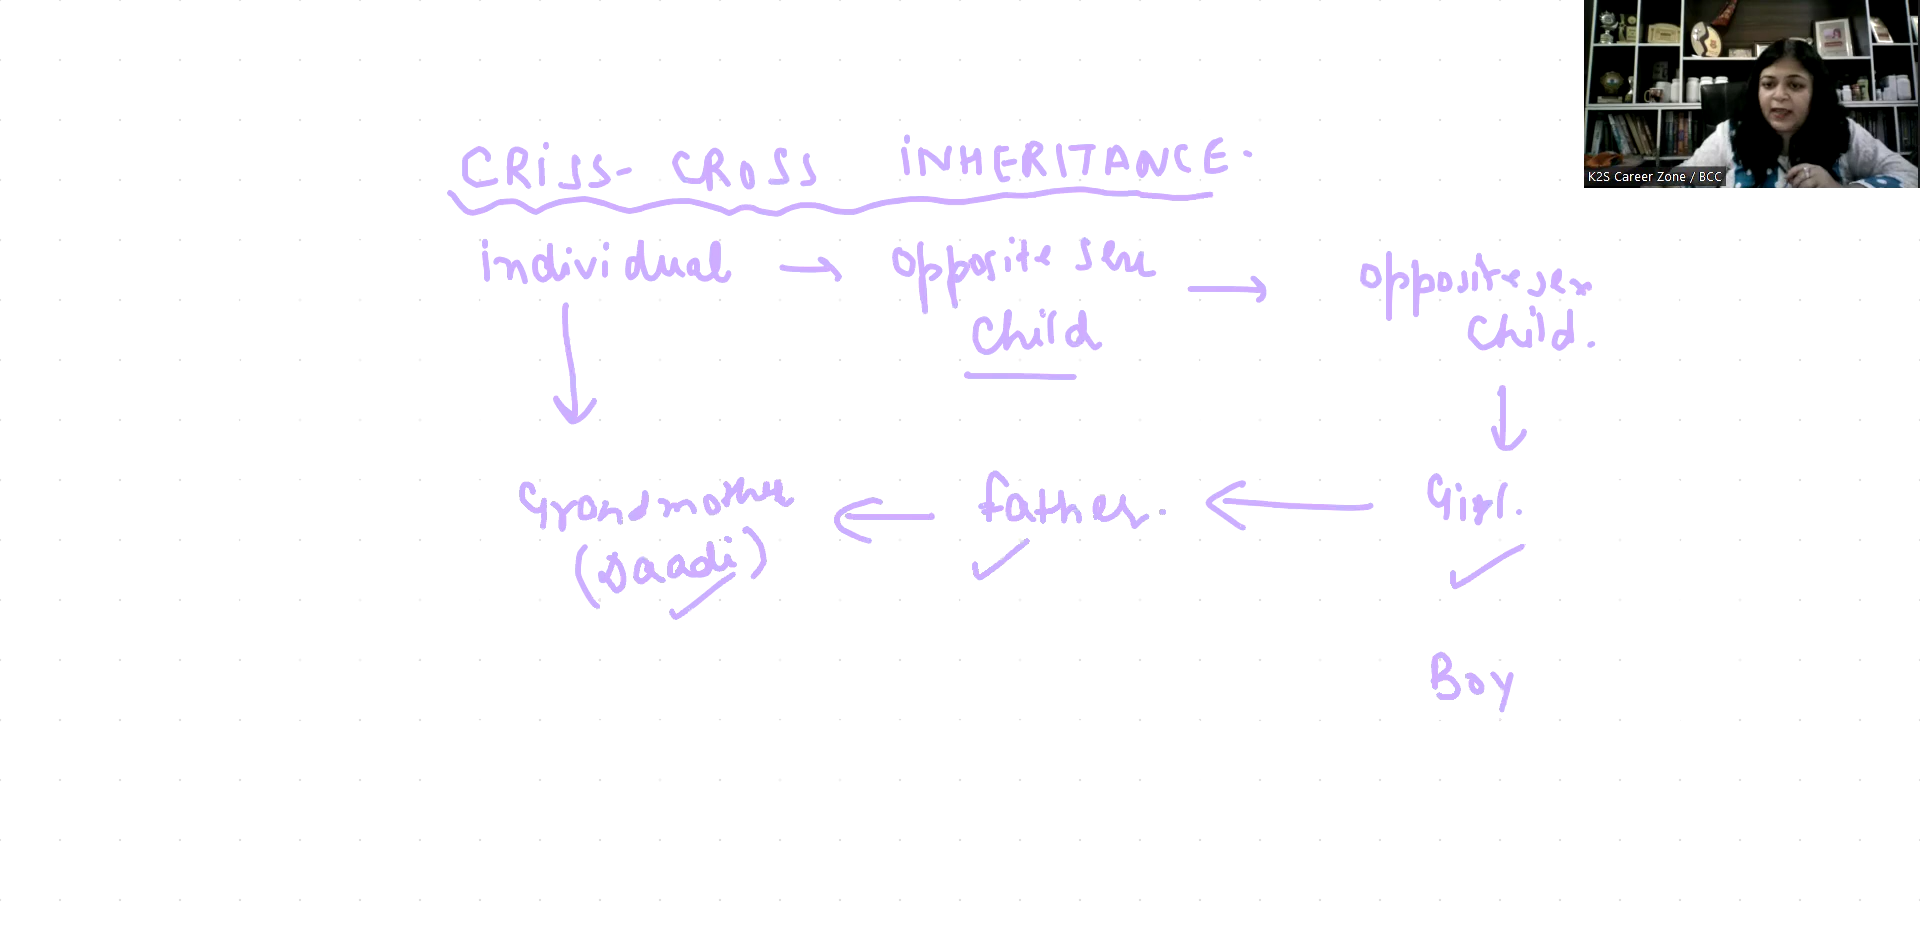 CRISS-CROSS INHERITANCE.
individual → opposite sex → opposite sex
child child.
Grandmother ← father. ← Girl.
(Daadi)
Boy
K2S Career Zone / BCC